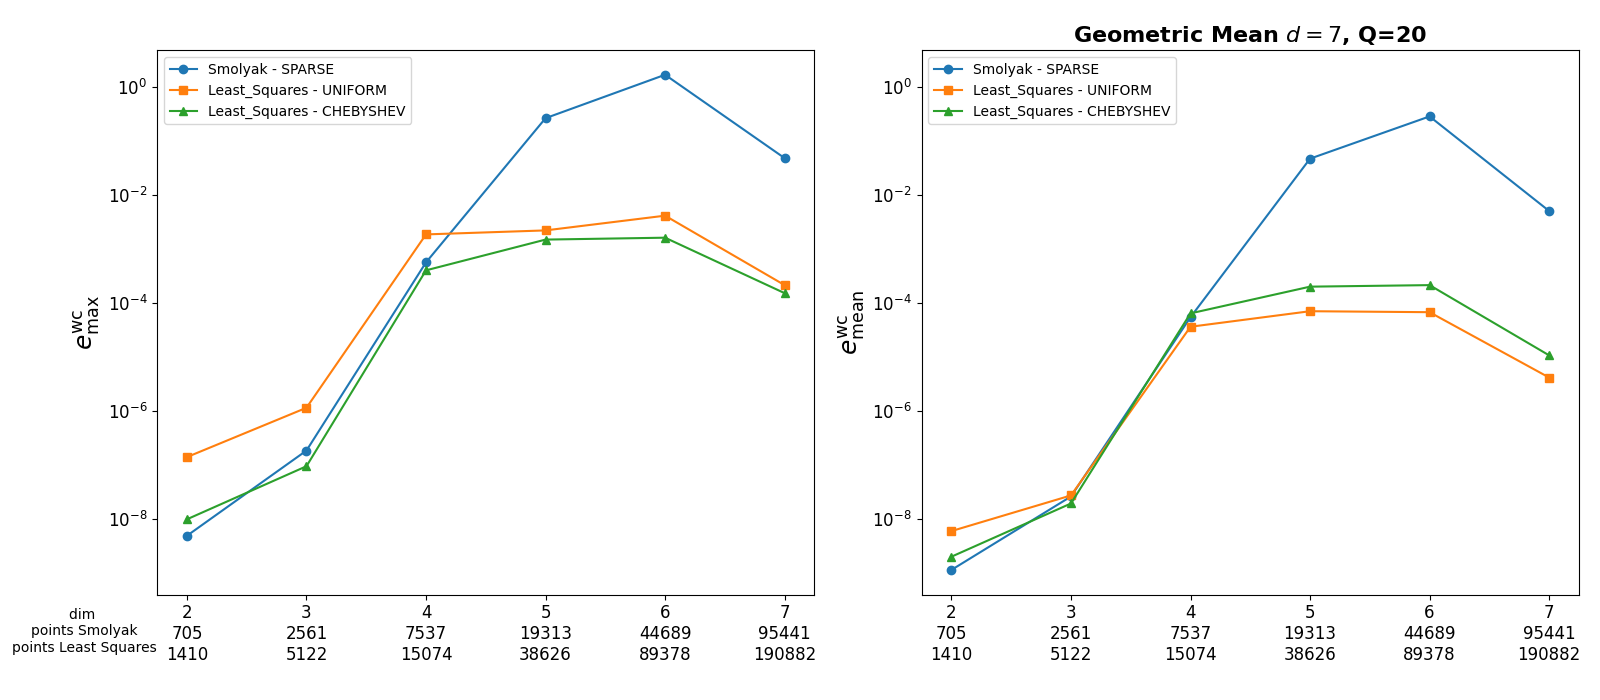 Geometric Mean d = 7, Q=20
Smolyak - SPARSE
Least_Squares - UNIFORM
Least_Squares - CHEBYSHEV
10⁰
10⁻²
10⁻⁴
10⁻⁶
10⁻⁸
e^wc_max
dim 2 3 4 5 6 7
points Smolyak 705 2561 7537 19313 44689 95441
points Least Squares 1410 5122 15074 38626 89378 190882
Smolyak - SPARSE
Least_Squares - UNIFORM
Least_Squares - CHEBYSHEV
10⁰
10⁻²
10⁻⁴
10⁻⁶
10⁻⁸
e^wc_mean
2 3 4 5 6 7
705 2561 7537 19313 44689 95441
1410 5122 15074 38626 89378 190882